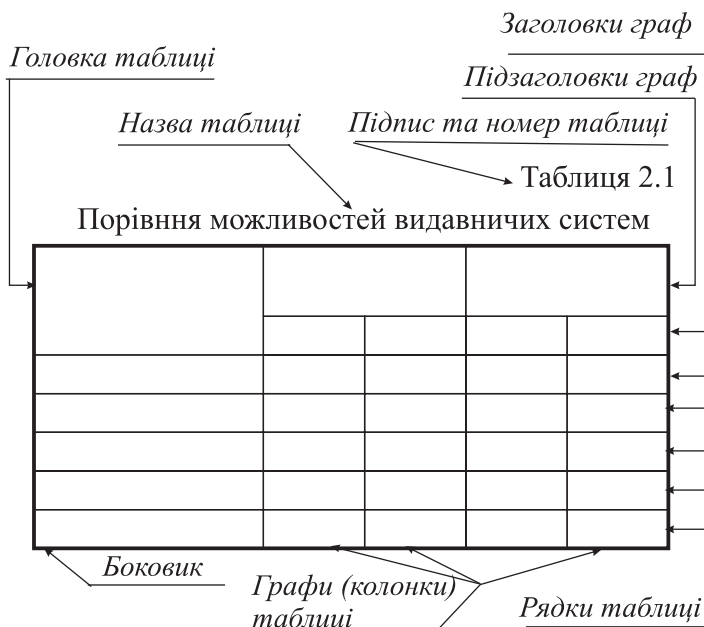 Заголовки граф
Головка таблиці
Підзаголовки граф
Назва таблиці
Підпис та номер таблиці
Таблиця 2.1
Порівння можливостей видавничих систем
Боковик
Графи (колонки)
таблиці
Рядки таблиці